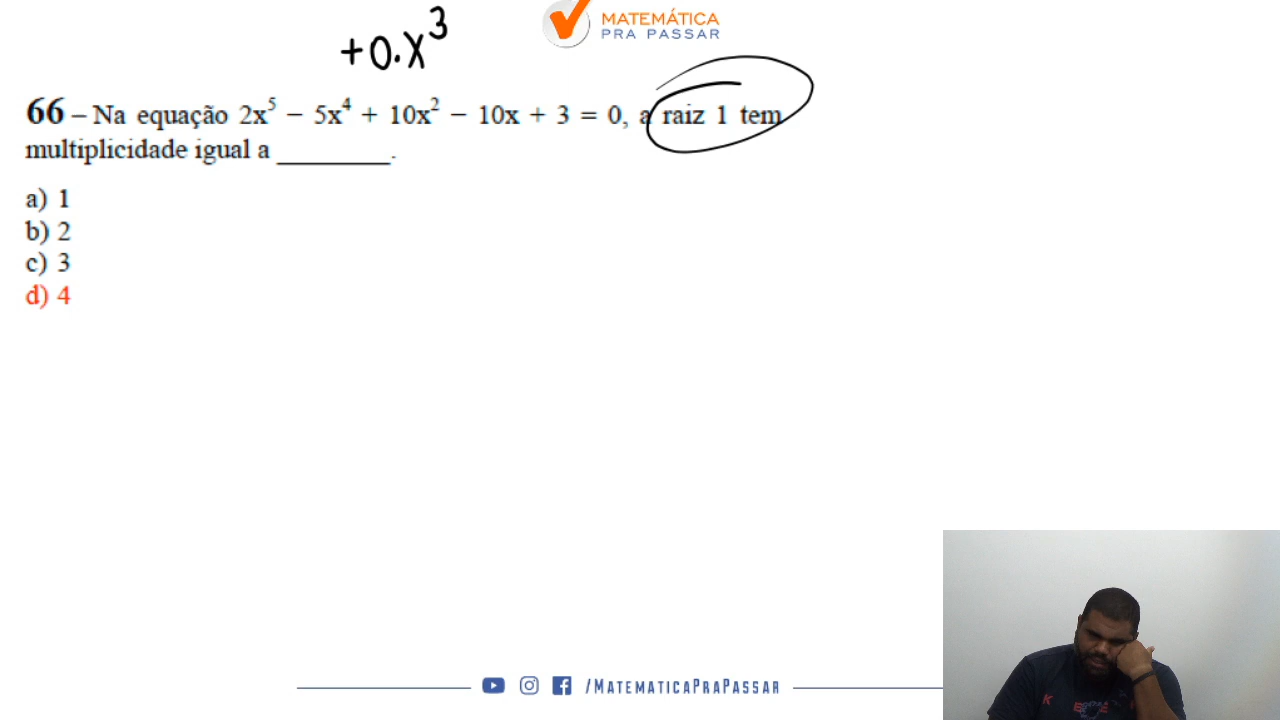 MATEMÁTICA
PRA PASSAR
+0.x³
66 – Na equação 2x⁵ − 5x⁴ + 10x² − 10x + 3 = 0, a raiz 1 tem
multiplicidade igual a ________.
a) 1
b) 2
c) 3
d) 4
/MATEMATICAPRAPASSAR